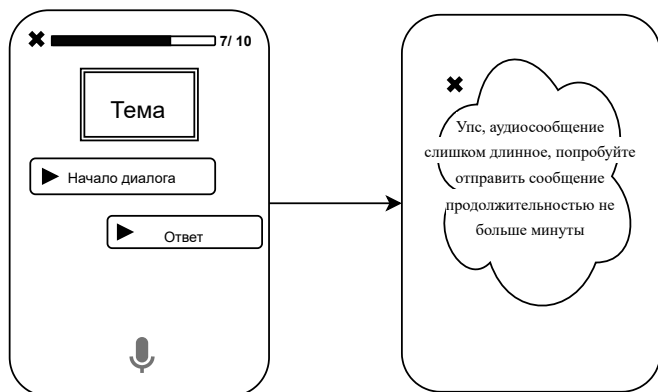 7/ 10
Тема
Начало диалога
Ответ
Упс, аудиосообщение
слишком длинное, попробуйте
отправить сообщение
продолжительностью не
больше минуты